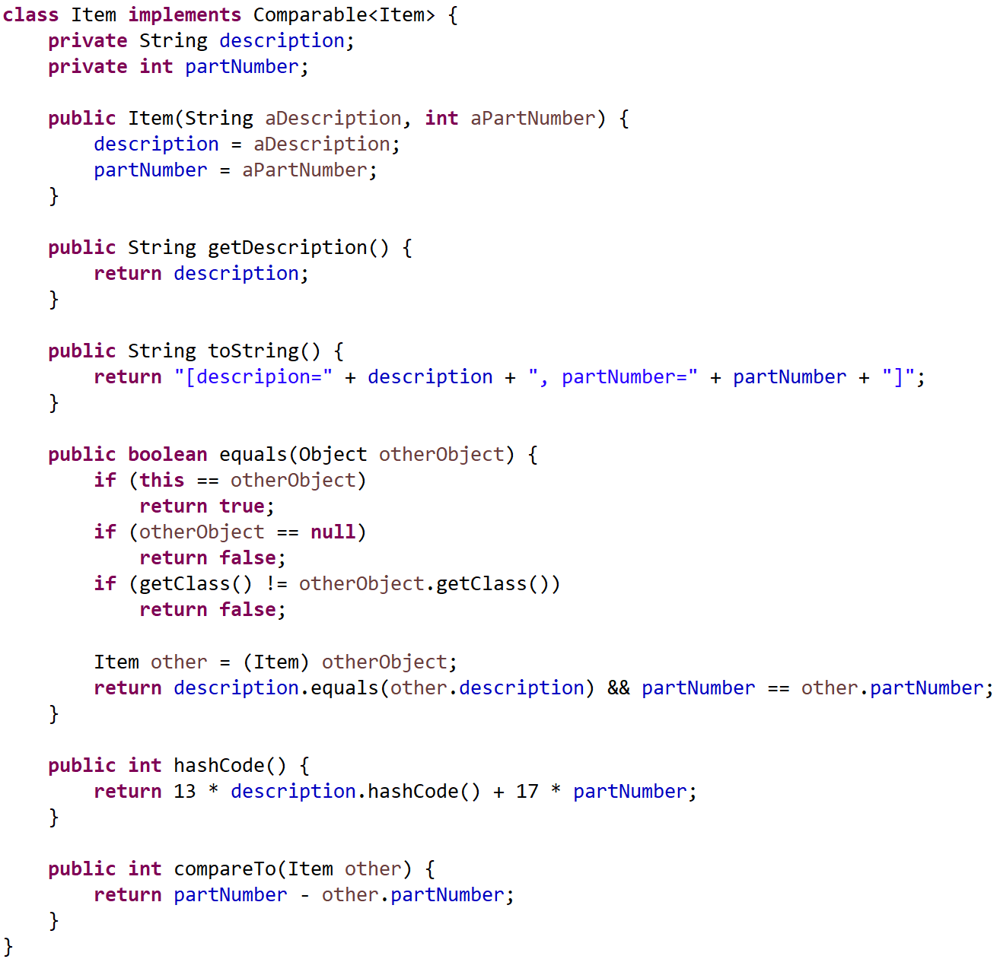 class Item implements Comparable<Item> {
    private String description;
    private int partNumber;

    public Item(String aDescription, int aPartNumber) {
        description = aDescription;
        partNumber = aPartNumber;
    }

    public String getDescription() {
        return description;
    }

    public String toString() {
        return "[descripion=" + description + ", partNumber=" + partNumber + "]";
    }

    public boolean equals(Object otherObject) {
        if (this == otherObject)
            return true;
        if (otherObject == null)
            return false;
        if (getClass() != otherObject.getClass())
            return false;

        Item other = (Item) otherObject;
        return description.equals(other.description) && partNumber == other.partNumber;
    }

    public int hashCode() {
        return 13 * description.hashCode() + 17 * partNumber;
    }

    public int compareTo(Item other) {
        return partNumber - other.partNumber;
    }
}